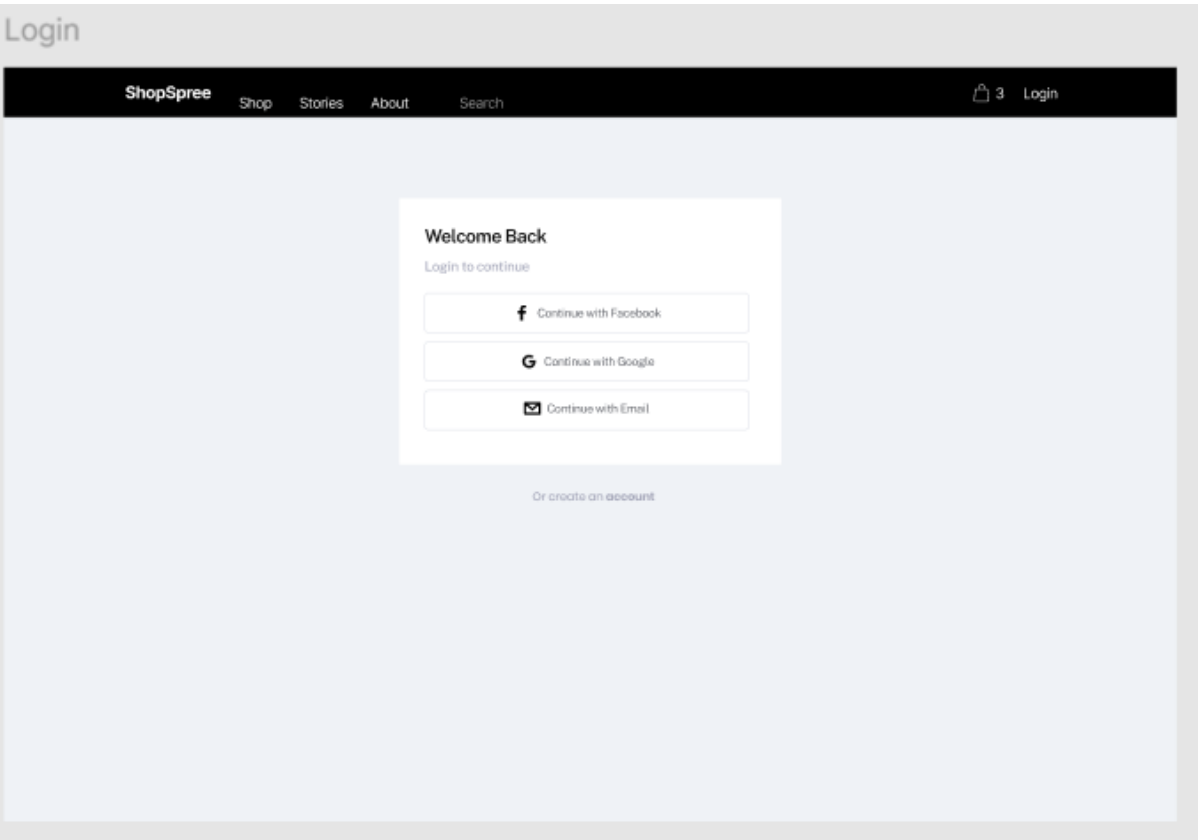 Login
ShopSpree Shop Stories About Search 3 Login
Welcome Back
Login to continue
Continue with Facebook
Continue with Google
Continue with Email
Or create an account